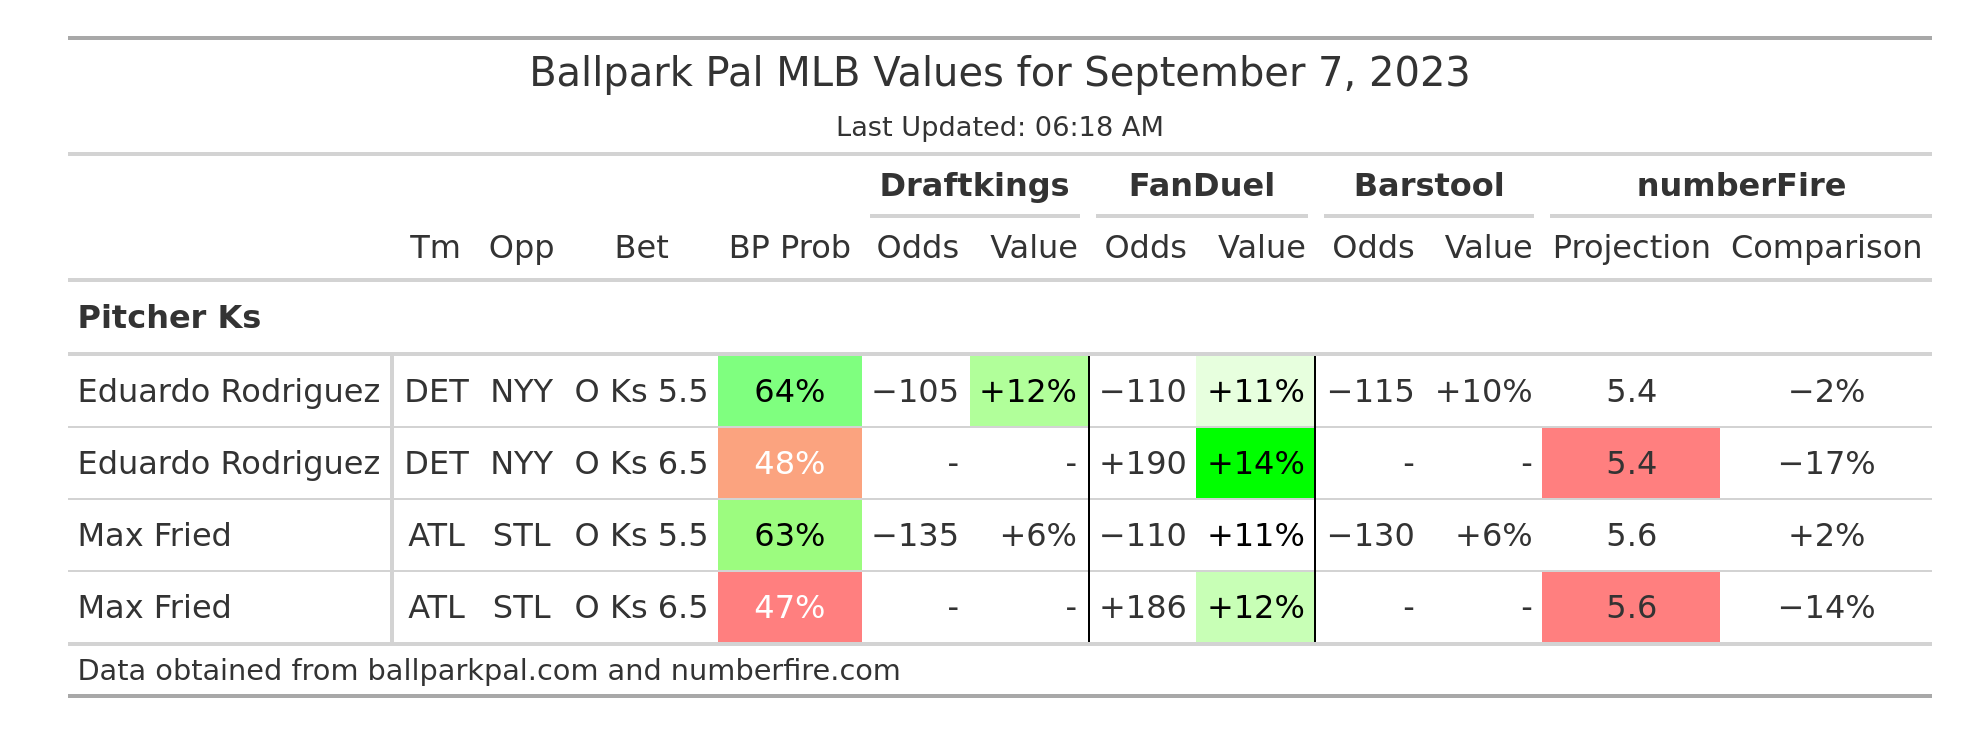 Ballpark Pal MLB Values for September 7, 2023
Last Updated: 06:18 AM
Draftkings FanDuel Barstool numberFire
Tm Opp Bet BP Prob Odds Value Odds Value Odds Value Projection Comparison
Pitcher Ks
Eduardo Rodriguez DET NYY O Ks 5.5 64% −105 +12% −110 +11% −115 +10% 5.4 −2%
Eduardo Rodriguez DET NYY O Ks 6.5 48% - - +190 +14% - - 5.4 −17%
Max Fried ATL STL O Ks 5.5 63% −135 +6% −110 +11% −130 +6% 5.6 +2%
Max Fried ATL STL O Ks 6.5 47% - - +186 +12% - - 5.6 −14%
Data obtained from ballparkpal.com and numberfire.com